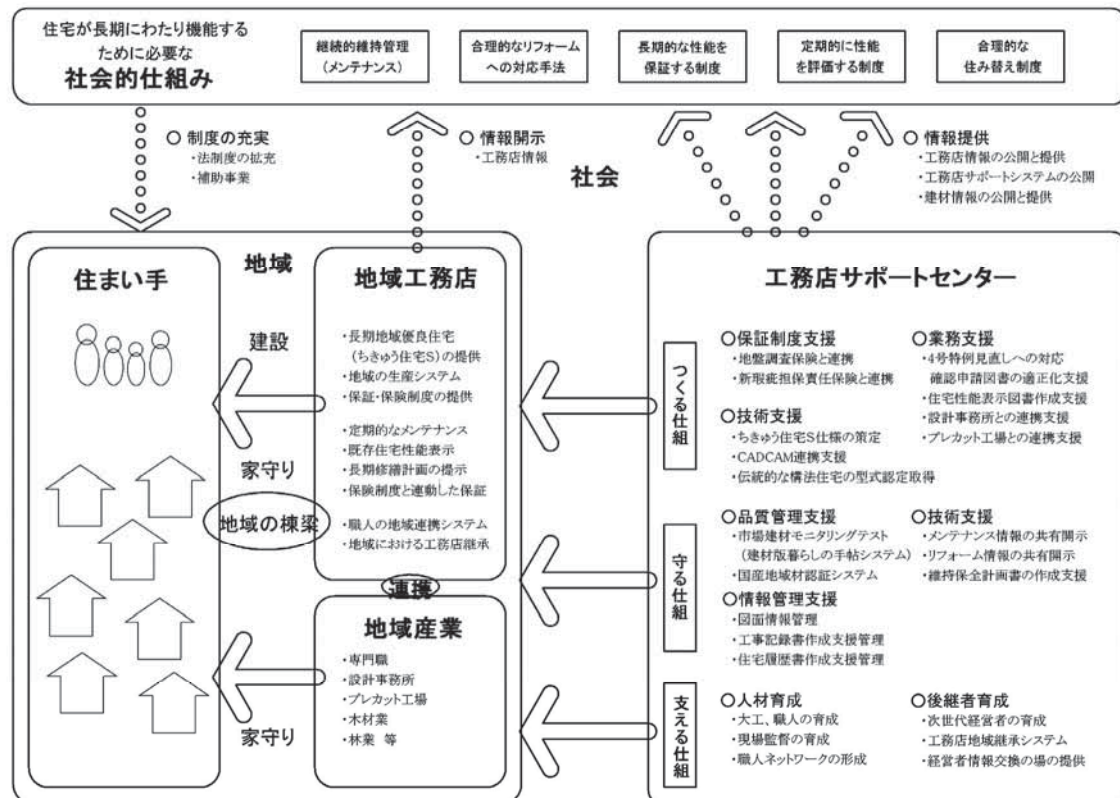 住宅が長期にわたり機能する
ために必要な
社会的仕組み
継続的維持管理
(メンテナンス)
合理的なリフォーム
への対応手法
長期的な性能を
保証する制度
定期的に性能
を評価する制度
合理的な
住み替え制度
○ 制度の充実
・法制度の拡充
・補助事業
○ 情報開示
・工務店情報
社会
○ 情報提供
・工務店情報の公開と提供
・工務店サポートシステムの公開
・建材情報の公開と提供
地域
住まい手
建設
家守り
地域の棟梁
家守り
地域工務店
・長期地域優良住宅
(ちきゅう住宅S)の提供
・地域の生産システム
・保証・保険制度の提供
・定期的なメンテナンス
・既存住宅性能表示
・長期修繕計画の提示
・保険制度と連動した保証
・職人の地域連携システム
・地域における工務店継承
連携
地域産業
・専門職
・設計事務所
・プレカット工場
・木材業
・林業 等
工務店サポートセンター
つくる仕組
○保証制度支援
・地盤調査保険と連携
・新瑕疵担保責任保険と連携
○技術支援
・ちきゅう住宅S仕様の策定
・CADCAM連携支援
・伝統的な構法住宅の型式認定取得
○業務支援
・4号特例見直しへの対応
確認申請図書の適正化支援
・住宅性能表示図書作成支援
・設計事務所との連携支援
・プレカット工場との連携支援
守る仕組
○品質管理支援
・市場建材モニタリングテスト
(建材版暮らしの手帖システム)
・国産地域材認証システム
○情報管理支援
・図面情報管理
・工事記録書作成支援管理
・住宅履歴書作成支援管理
○技術支援
・メンテナンス情報の共有開示
・リフォーム情報の共有開示
・維持保全計画書の作成支援
支える仕組
○人材育成
・大工、職人の育成
・現場監督の育成
・職人ネットワークの形成
○後継者育成
・次世代経営者の育成
・工務店地域継承システム
・経営者情報交換の場の提供